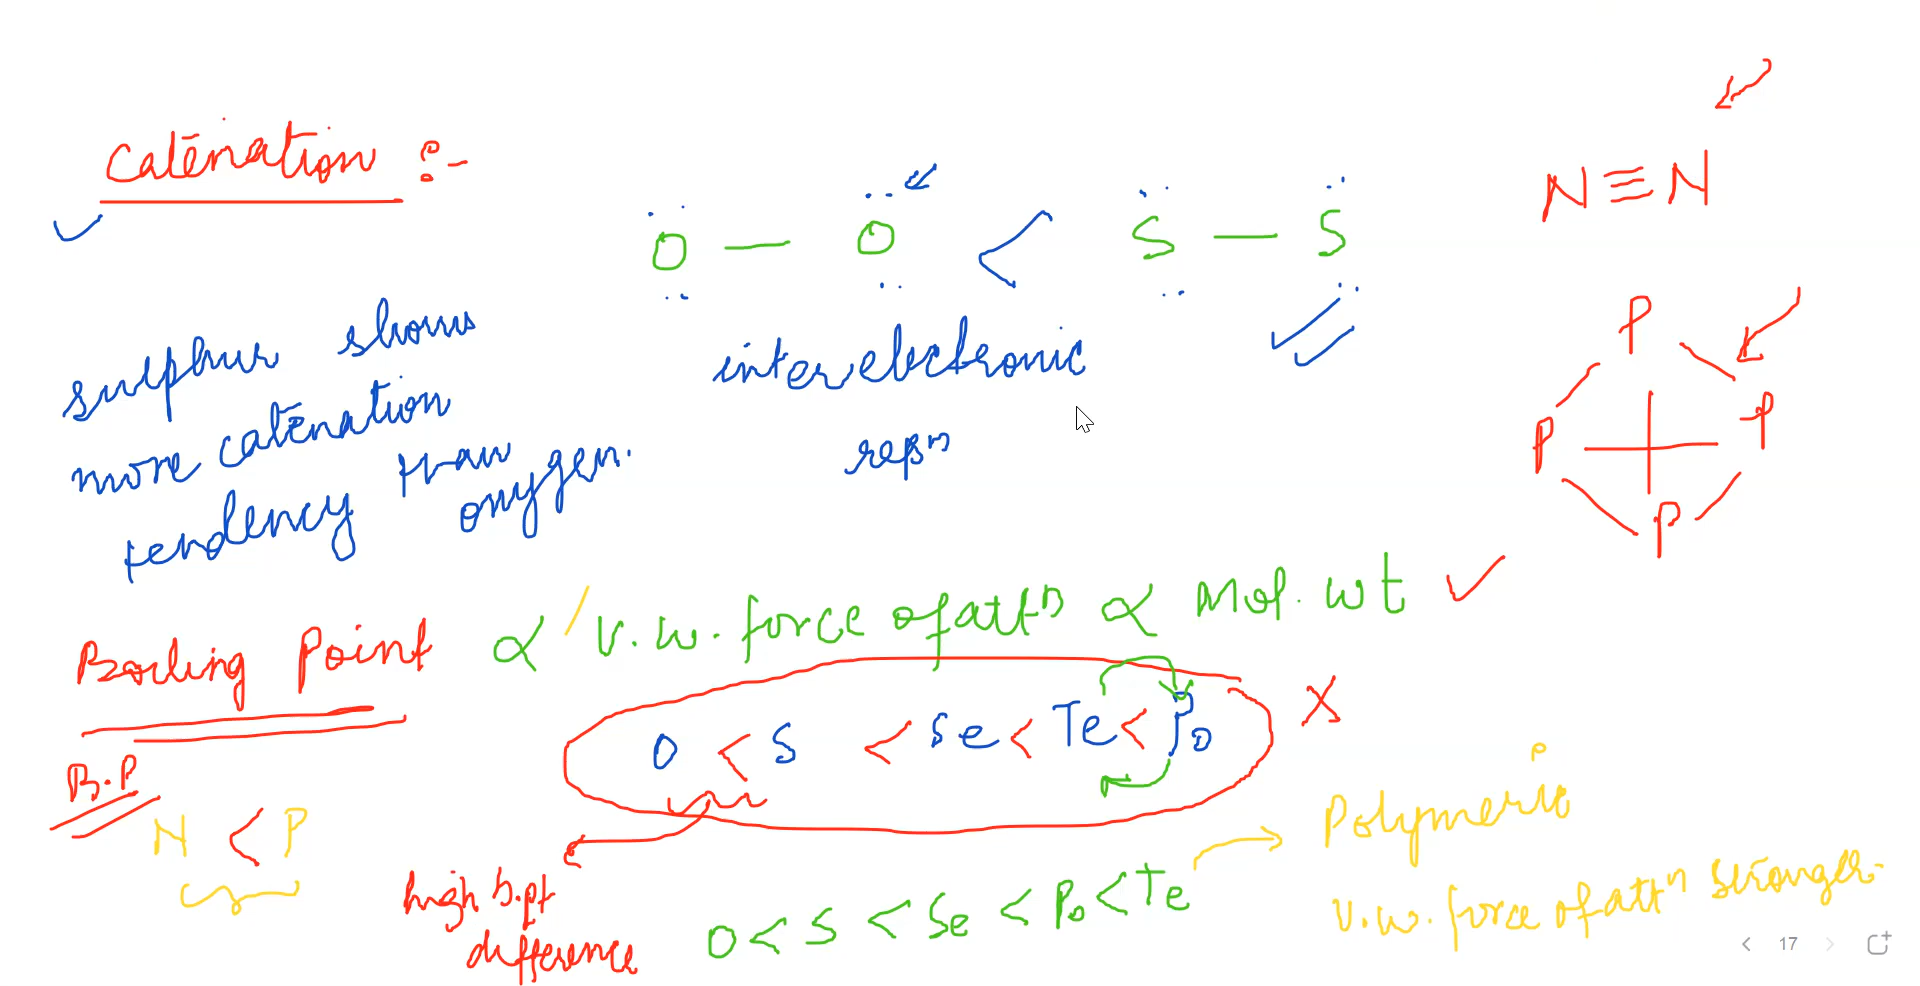 Catenation :-
O — O < S — S
N≡N
sulphur shows
more catenation
tendency than
oxygen.
interelectronic
repⁿ
P
P P
P
Boiling Point ∝ V.w. force of attⁿ ∝ Mol. wt
O < S < Se < Te < Po X
B.P
N < P
high b.pt
difference
O < S < Se < Po < Te
Polymeric
V.w. force of attⁿ stronger.
17